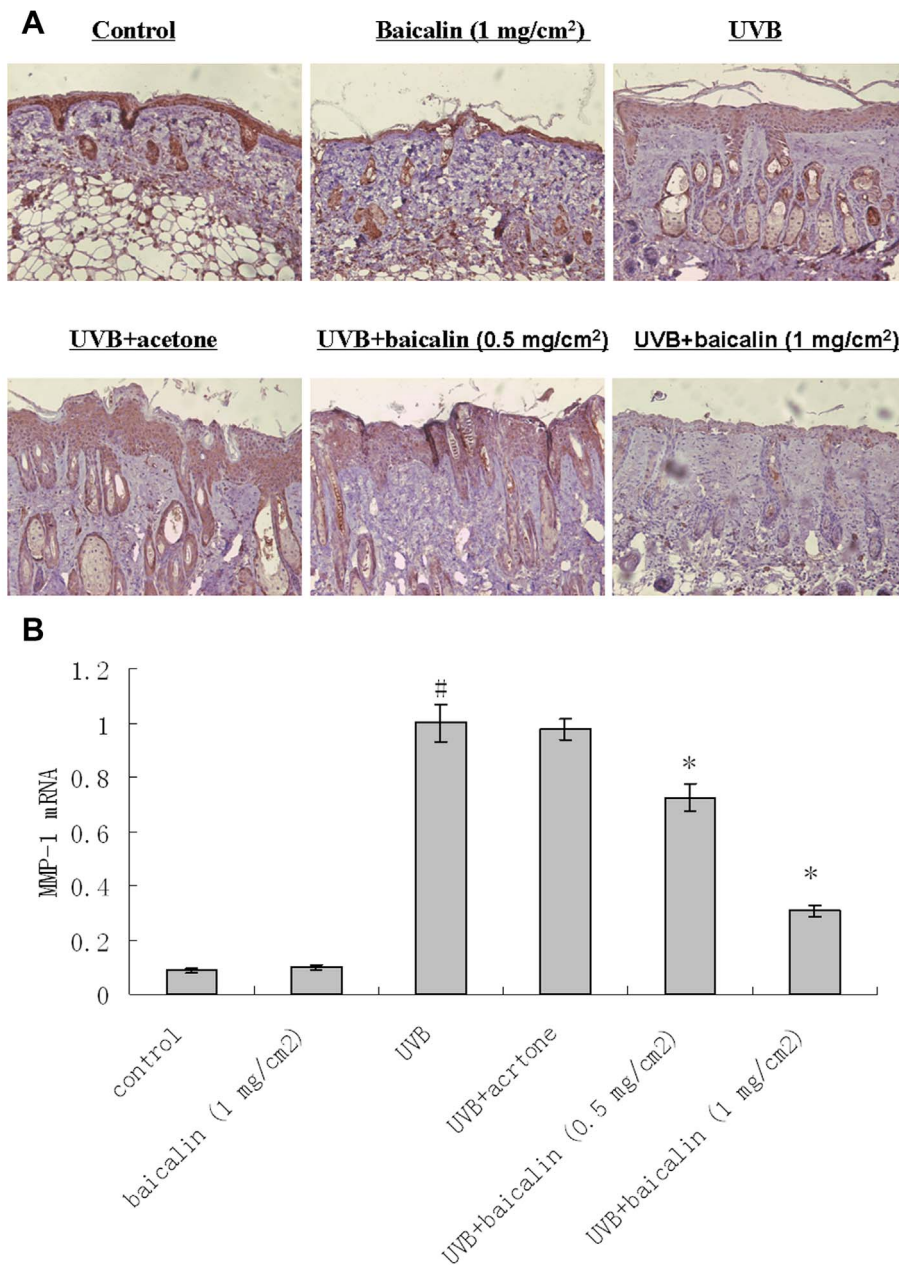 A
Control
Baicalin (1 mg/cm²)
UVB
UVB+acetone
UVB+baicalin (0.5 mg/cm²)
UVB+baicalin (1 mg/cm²)
B
MMP-1 mRNA
1.2
1
0.8
0.6
0.4
0.2
0
#
*
*
control
baicalin (1 mg/cm2)
UVB
UVB+acrtone
UVB+baicalin (0.5 mg/cm2)
UVB+baicalin (1 mg/cm2)